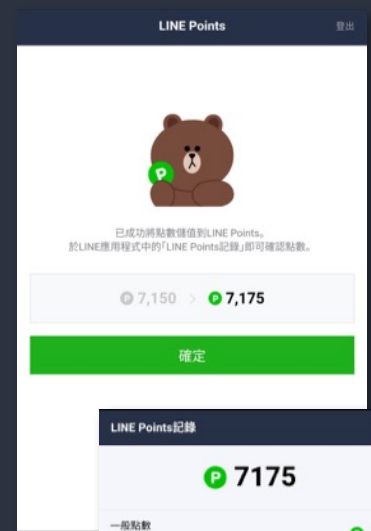 LINE Points
登出
P
已成功將點數儲值到LINE Points。
於LINE應用程式中的「LINE Points記錄」即可確認點數。
P 7,150 > P 7,175
確定
LINE Points記錄
P 7175
一般點數